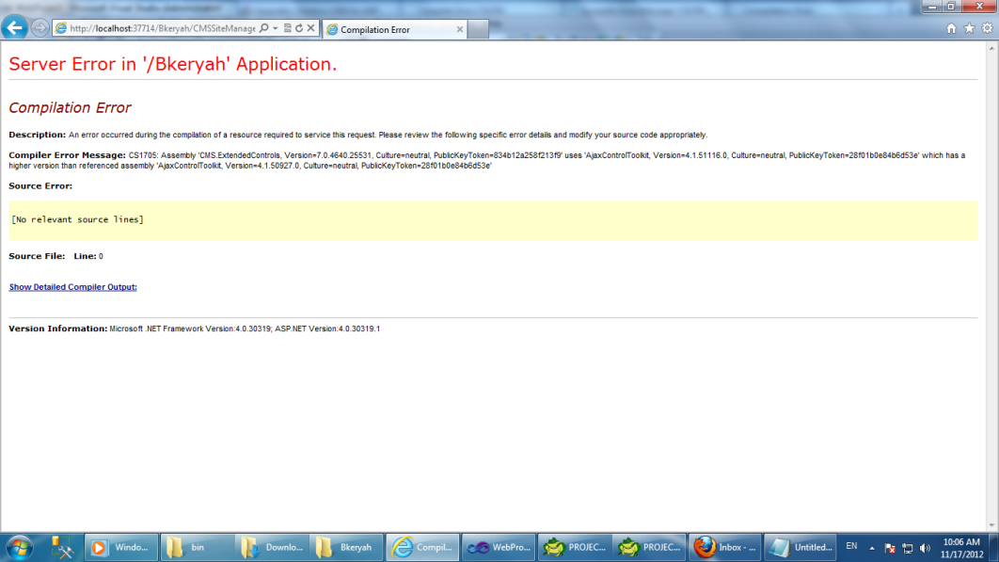 http://localhost:37714/Bkeryah/CMSSiteManage
Compilation Error
Server Error in '/Bkeryah' Application.
Compilation Error
Description: An error occurred during the compilation of a resource required to service this request. Please review the following specific error details and modify your source code appropriately.
Compiler Error Message: CS1705: Assembly 'CMS.ExtendedControls, Version=7.0.4640.25531, Culture=neutral, PublicKeyToken=834b12a258f213f9' uses 'AjaxControlToolkit, Version=4.1.51116.0, Culture=neutral, PublicKeyToken=28f01b0e84b6d53e' which has a
higher version than referenced assembly 'AjaxControlToolkit, Version=4.1.50927.0, Culture=neutral, PublicKeyToken=28f01b0e84b6d53e'
Source Error:
[No relevant source lines]
Source File: Line: 0
Show Detailed Compiler Output:
Version Information: Microsoft .NET Framework Version:4.0.30319; ASP.NET Version:4.0.30319.1
Windo... bin Downlo... Bkeryah Compil... WebPro... PROJEC... PROJEC... Inbox - ... Untitled... EN 10:06 AM
11/17/2012